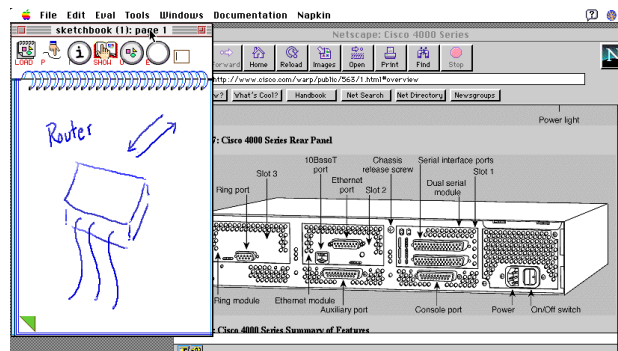 File Edit Eval Tools Windows Documentation Napkin
sketchbook (1): page 1
LOAD
SHOW
Router
Netscape: Cisco 4000 Series
Forward Home Reload Images Open Print Find Stop
http://www.cisco.com/warp/public/563/1.html#overview
w? What's Cool? Handbook Net Search Net Directory Newsgroups
Power light
7: Cisco 4000 Series Rear Panel
Ring port
Slot 3
10BaseT port
Ethernet port
Slot 2
Chassis release screw
Serial interface ports
Dual serial module
Slot 1
Ring module
Ethernet module
Auxiliary port
Console port
Power
On/Off switch
: Cisco 4000 Series Summary of Features